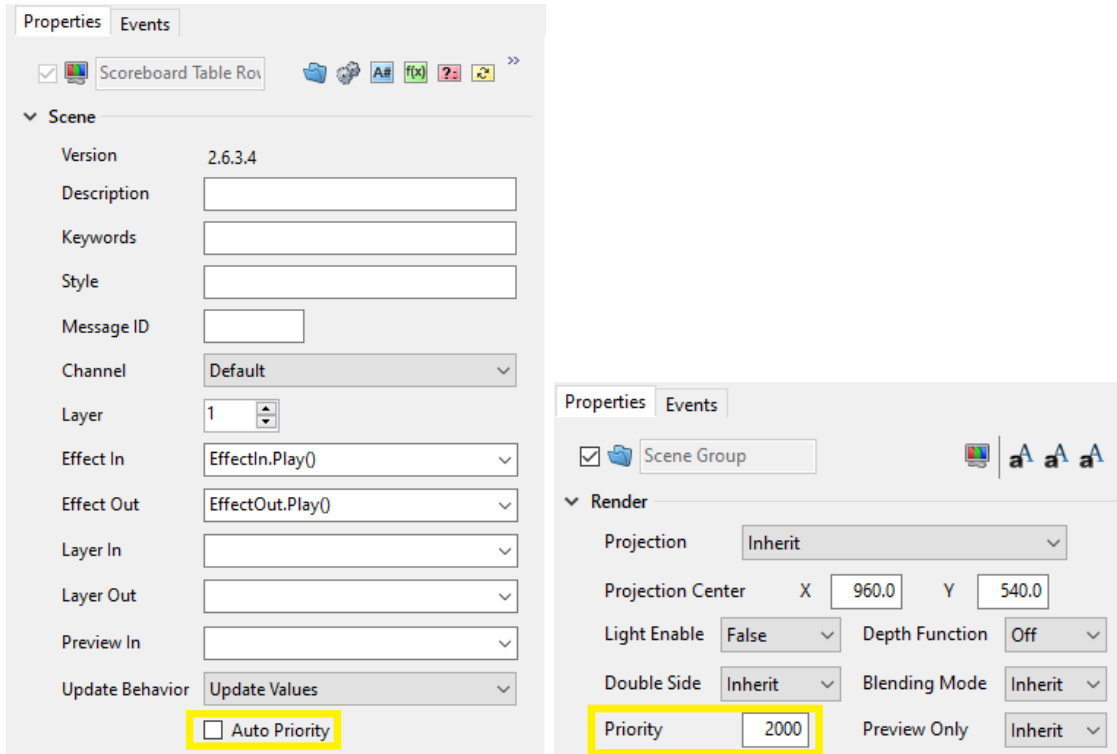 Properties Events
Scoreboard Table Rov
A# f(x) ?: »
Scene
Version 2.6.3.4
Description
Keywords
Style
Message ID
Channel Default
Layer 1
Effect In EffectIn.Play()
Effect Out EffectOut.Play()
Layer In
Layer Out
Preview In
Update Behavior Update Values
Auto Priority
Properties Events
Scene Group aA aA aA
Render
Projection Inherit
Projection Center X 960.0 Y 540.0
Light Enable False Depth Function Off
Double Side Inherit Blending Mode Inherit
Priority 2000 Preview Only Inherit